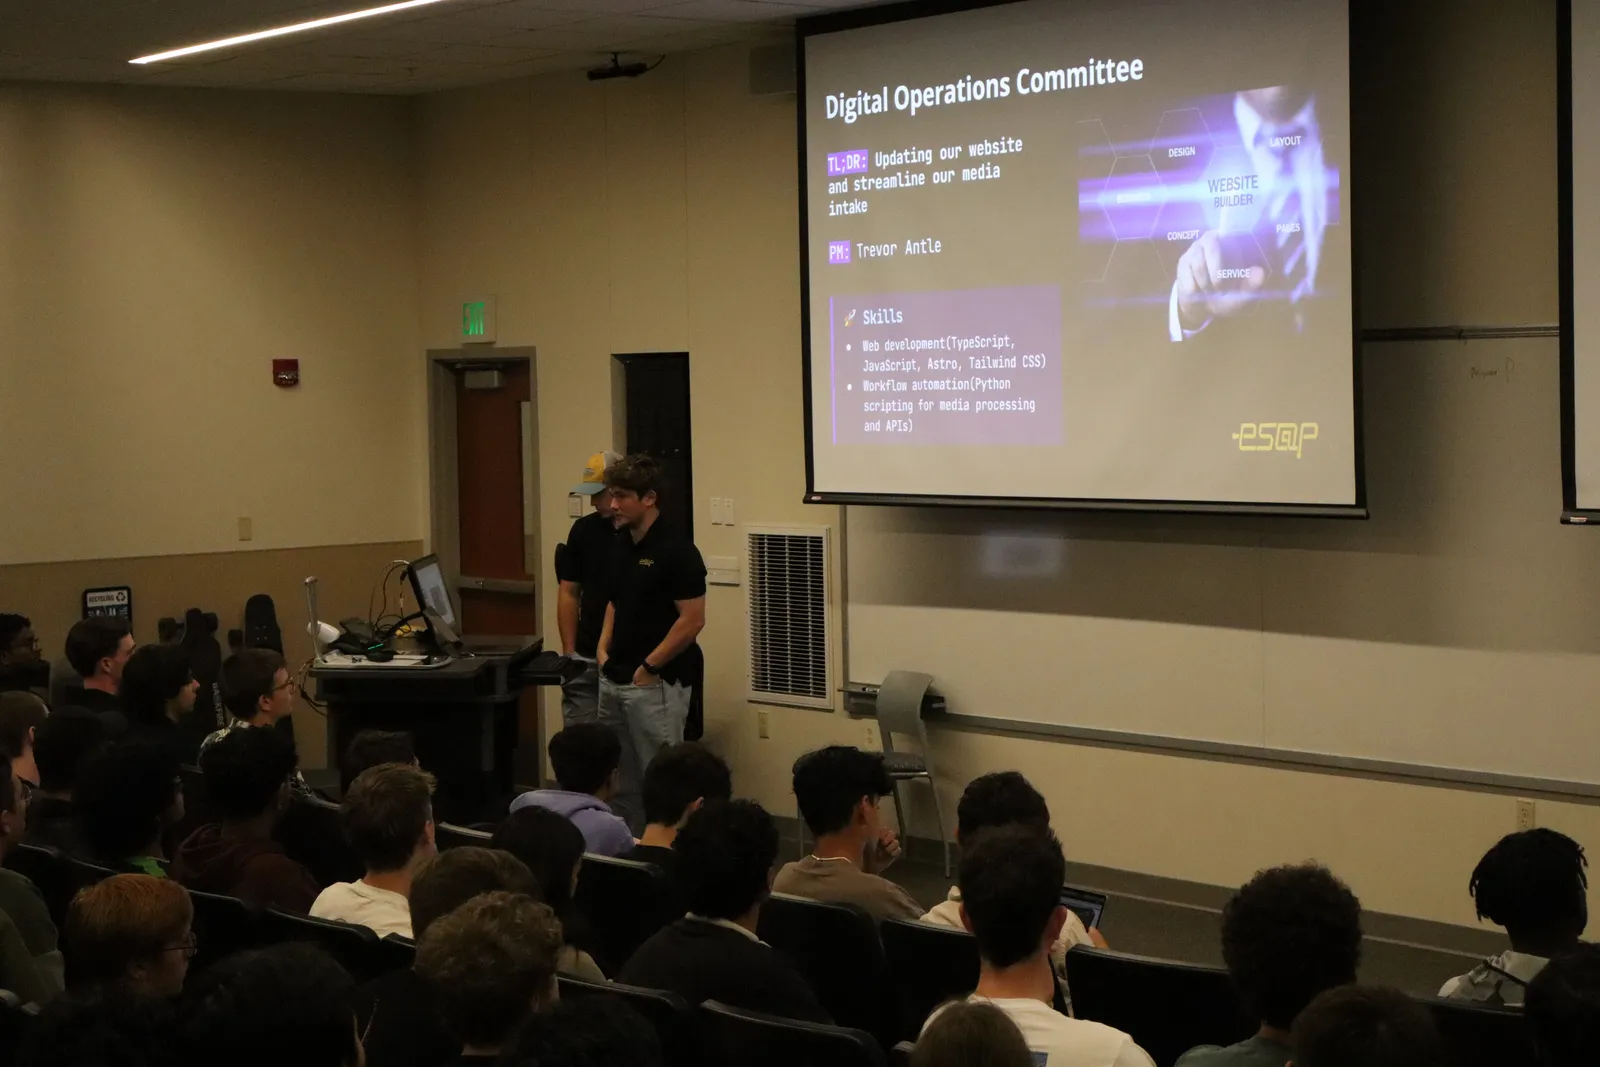 Digital Operations Committee
TL;DR: Updating our website
and streamline our media
intake
PM: Trevor Antle
Skills
Web development(TypeScript,
JavaScript, Astro, Tailwind CSS)
Workflow automation(Python
scripting for media processing
and APIs)
DESIGN
LAYOUT
WEBSITE
BUILDER
CONCEPT
PAGES
SERVICE
es@p
EXIT
RECYCLING